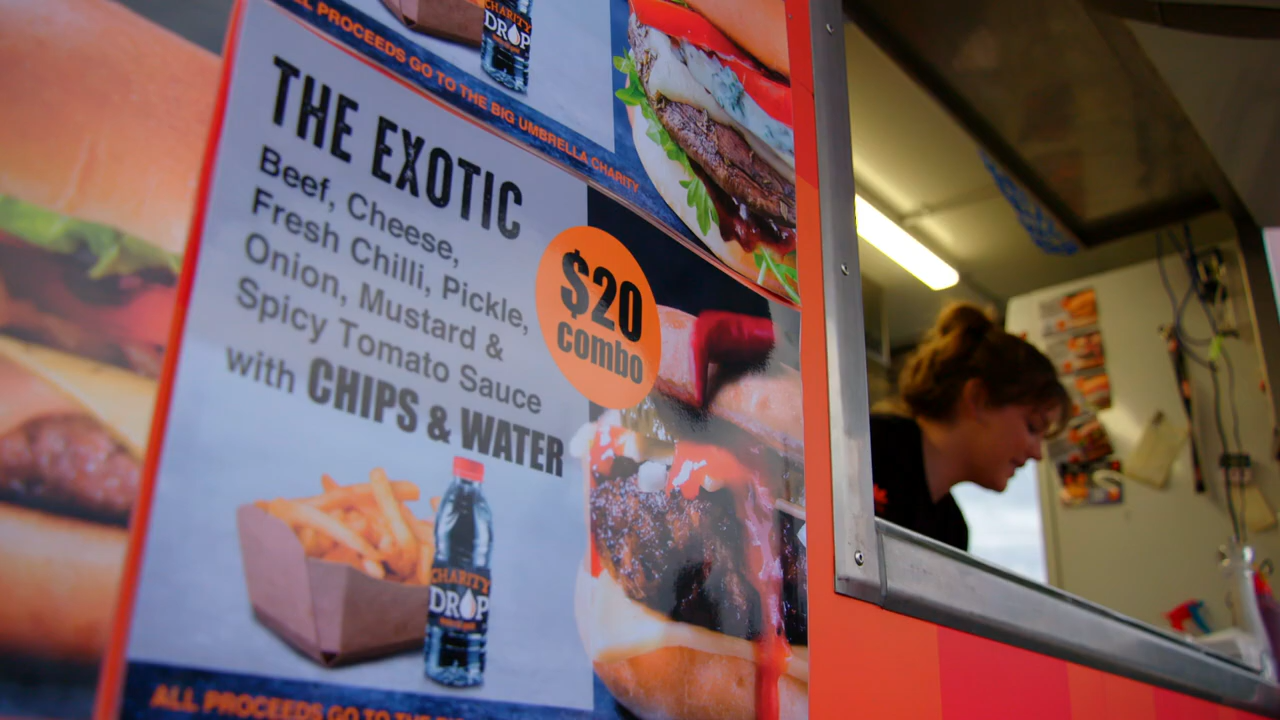 CHARITY
DROP
ALL PROCEEDS GO TO THE BIG UMBRELLA CHARITY
THE EXOTIC
Beef, Cheese,
Fresh Chilli, Pickle,
Onion, Mustard &
Spicy Tomato Sauce
with CHIPS & WATER
$20
combo
CHARITY
DROP
ALL PROCEEDS GO TO THE